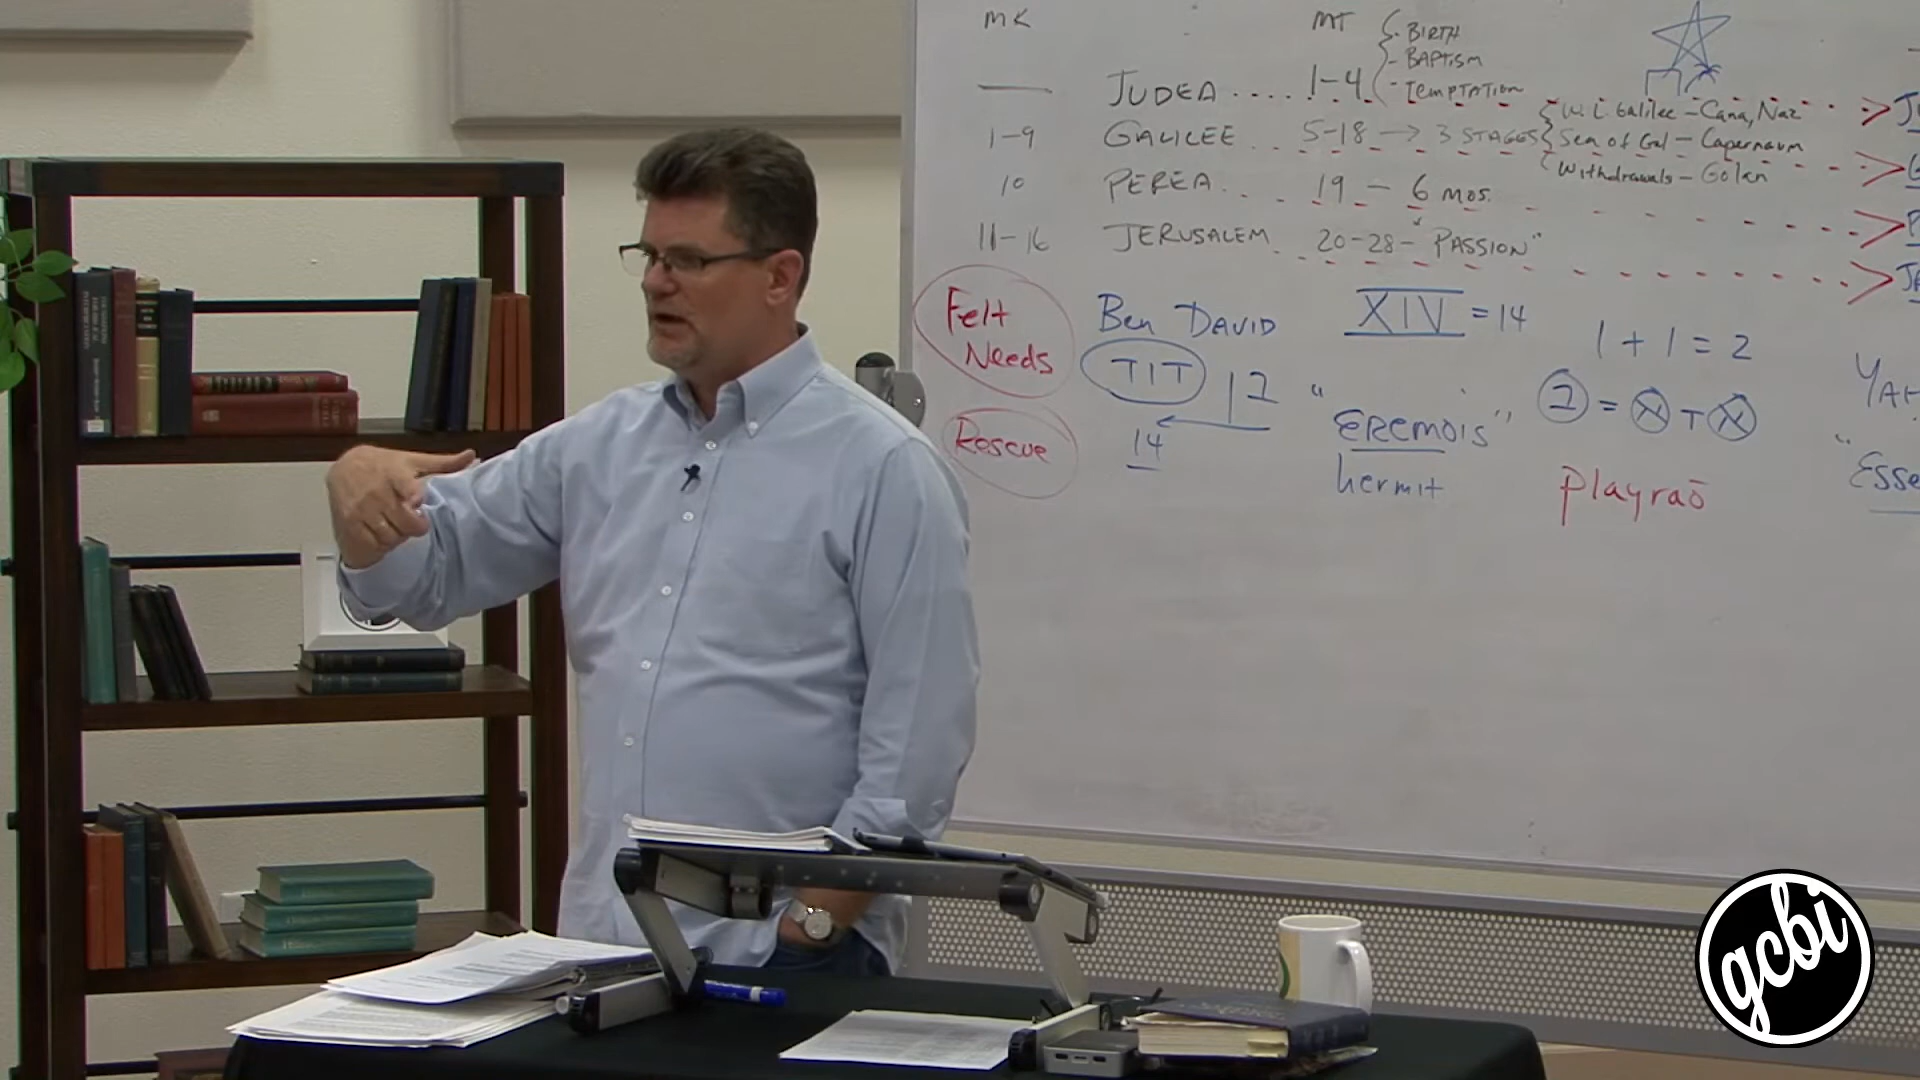 MK MT - BIRTH
- BAPTISM
JUDEA .... 1-4 - TEMPTATION
1-9 GALILEE 5-18 → 3 STAGES W. L. Galilee - Cana, Naz
Sea of Gal - Capernaum
Withdrawals - Golan
10 PEREA .. 19 - 6 mos.
11-16 JERUSALEM 20-28 - "PASSION"
Felt
Needs
Ben DAVID
XIV = 14
1 + 1 = 2
TIT
"EREMOIS"
hermit
14
Rescue
playraō
gcbi